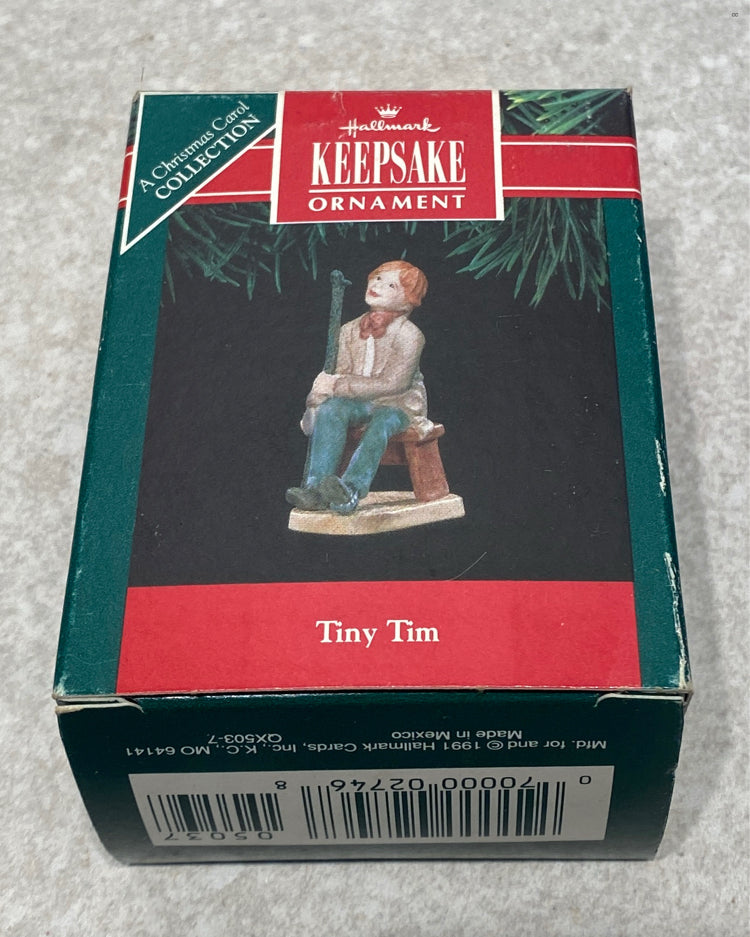 cc
A Christmas Carol
COLLECTION
Hallmark
KEEPSAKE
ORNAMENT
Tiny Tim
Mfd. for and © 1991 Hallmark Cards, Inc., K.C., MO 64141
Made in Mexico QX503-7
0 70000 02746 8
05037